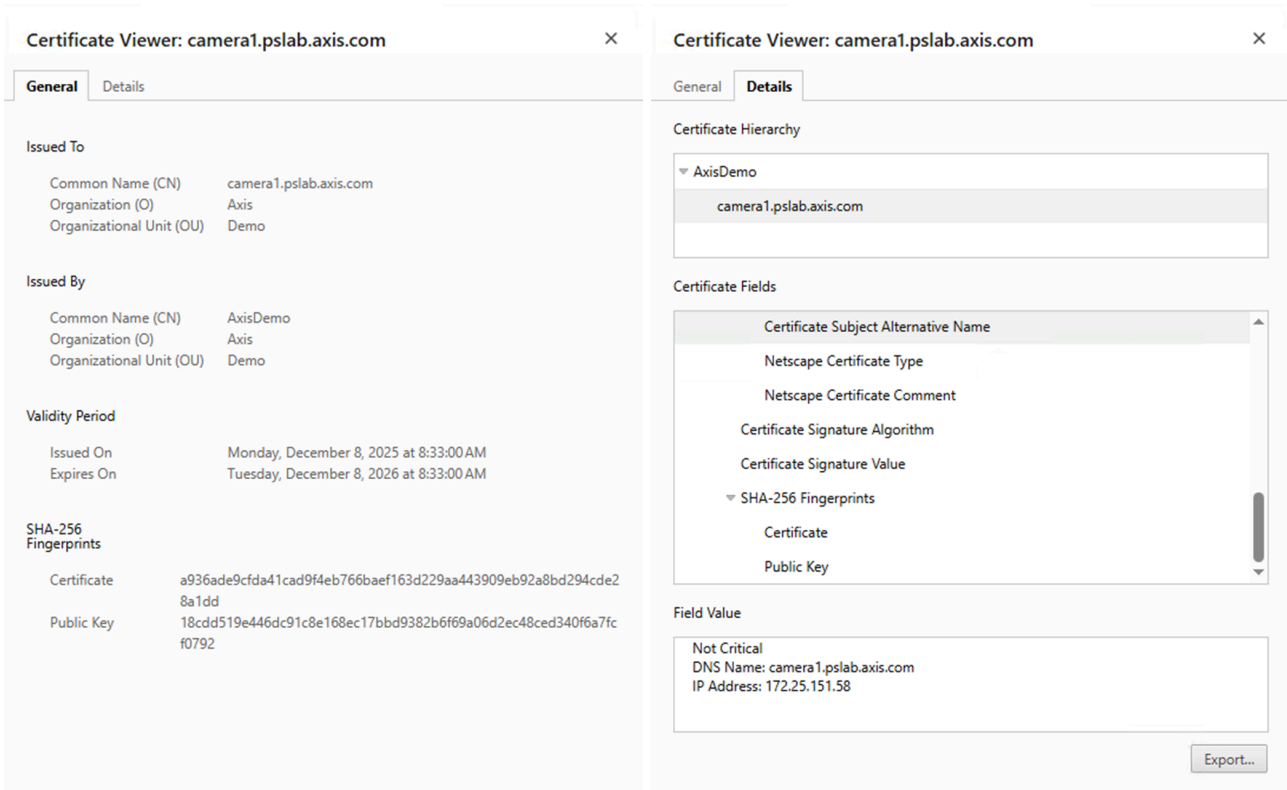 Certificate Viewer: camera1.pslab.axis.com
General Details
Issued To
Common Name (CN) camera1.pslab.axis.com
Organization (O) Axis
Organizational Unit (OU) Demo
Issued By
Common Name (CN) AxisDemo
Organization (O) Axis
Organizational Unit (OU) Demo
Validity Period
Issued On Monday, December 8, 2025 at 8:33:00 AM
Expires On Tuesday, December 8, 2026 at 8:33:00 AM
SHA-256
Fingerprints
Certificate a936ade9cfda41cad9f4eb766baef163d229aa443909eb92a8bd294cde2
8a1dd
Public Key 18cdd519e446dc91c8e168ec17bbd9382b6f69a06d2ec48ced340f6a7fc
f0792
Certificate Viewer: camera1.pslab.axis.com
General Details
Certificate Hierarchy
AxisDemo
camera1.pslab.axis.com
Certificate Fields
Certificate Subject Alternative Name
Netscape Certificate Type
Netscape Certificate Comment
Certificate Signature Algorithm
Certificate Signature Value
SHA-256 Fingerprints
Certificate
Public Key
Field Value
Not Critical
DNS Name: camera1.pslab.axis.com
IP Address: 172.25.151.58
Export...